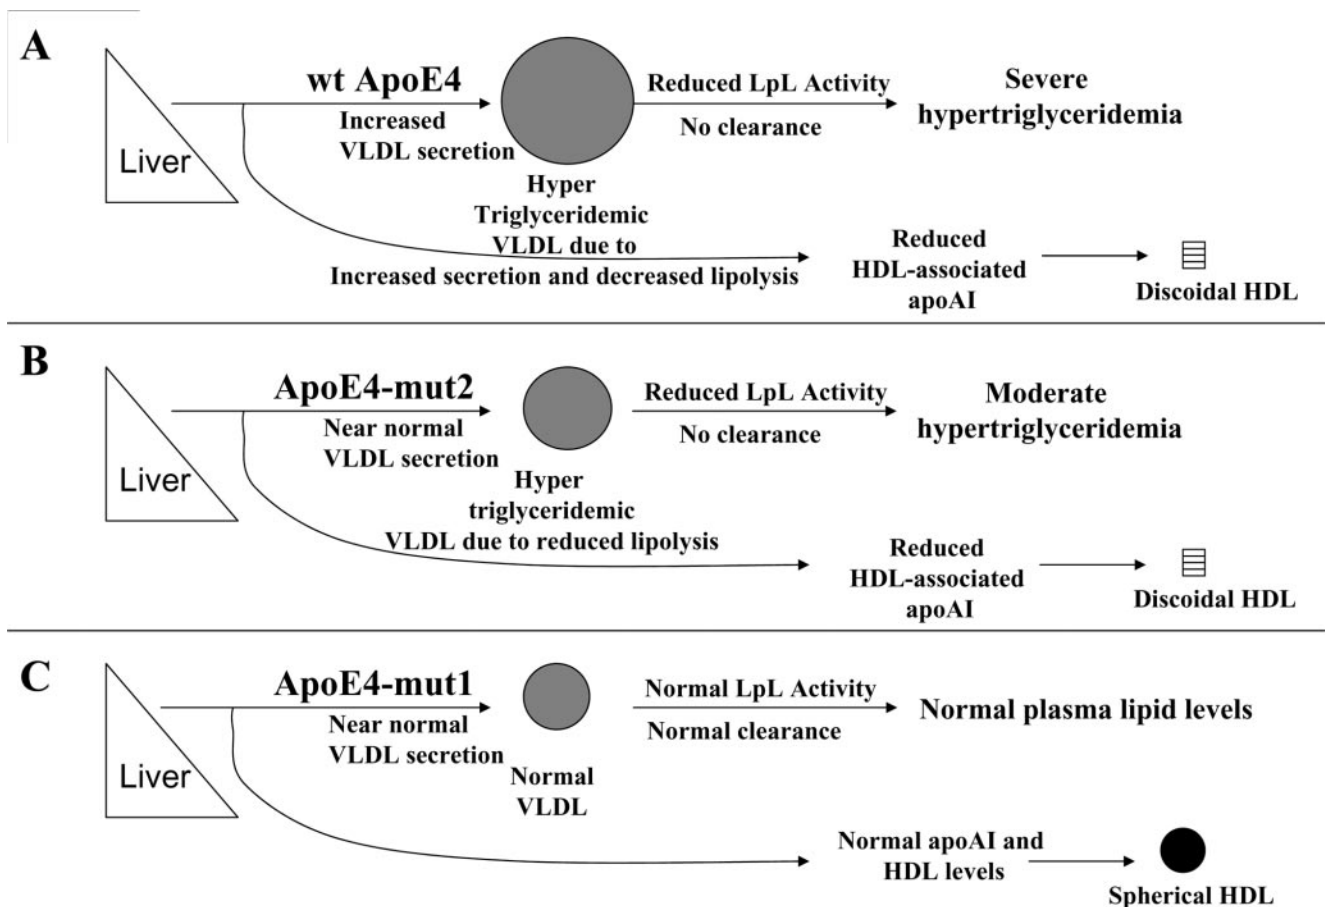 A
wt ApoE4
Reduced LpL Activity
Severe
hypertriglyceridemia
Increased
VLDL secretion
No clearance
Liver
Hyper
Triglyceridemic
VLDL due to
Increased secretion and decreased lipolysis
Reduced
HDL-associated
apoAI
Discoidal HDL
B
ApoE4-mut2
Reduced LpL Activity
Moderate
hypertriglyceridemia
Near normal
VLDL secretion
No clearance
Liver
Hyper
triglyceridemic
VLDL due to reduced lipolysis
Reduced
HDL-associated
apoAI
Discoidal HDL
C
ApoE4-mut1
Normal LpL Activity
Normal plasma lipid levels
Near normal
VLDL secretion
Normal clearance
Liver
Normal
VLDL
Normal apoAI and
HDL levels
Spherical HDL